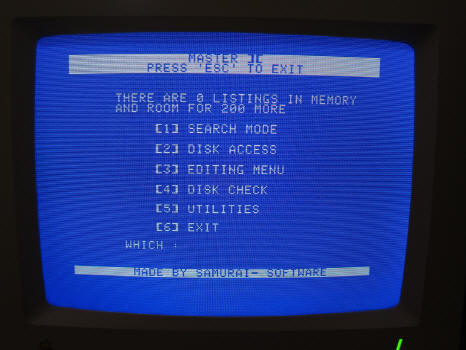 MASTER ][
PRESS 'ESC' TO EXIT
THERE ARE 0 LISTINGS IN MEMORY
AND ROOM FOR 200 MORE
[1] SEARCH MODE
[2] DISK ACCESS
[3] EDITING MENU
[4] DISK CHECK
[5] UTILITIES
[6] EXIT
WHICH :
MADE BY SAMURAI- SOFTWARE